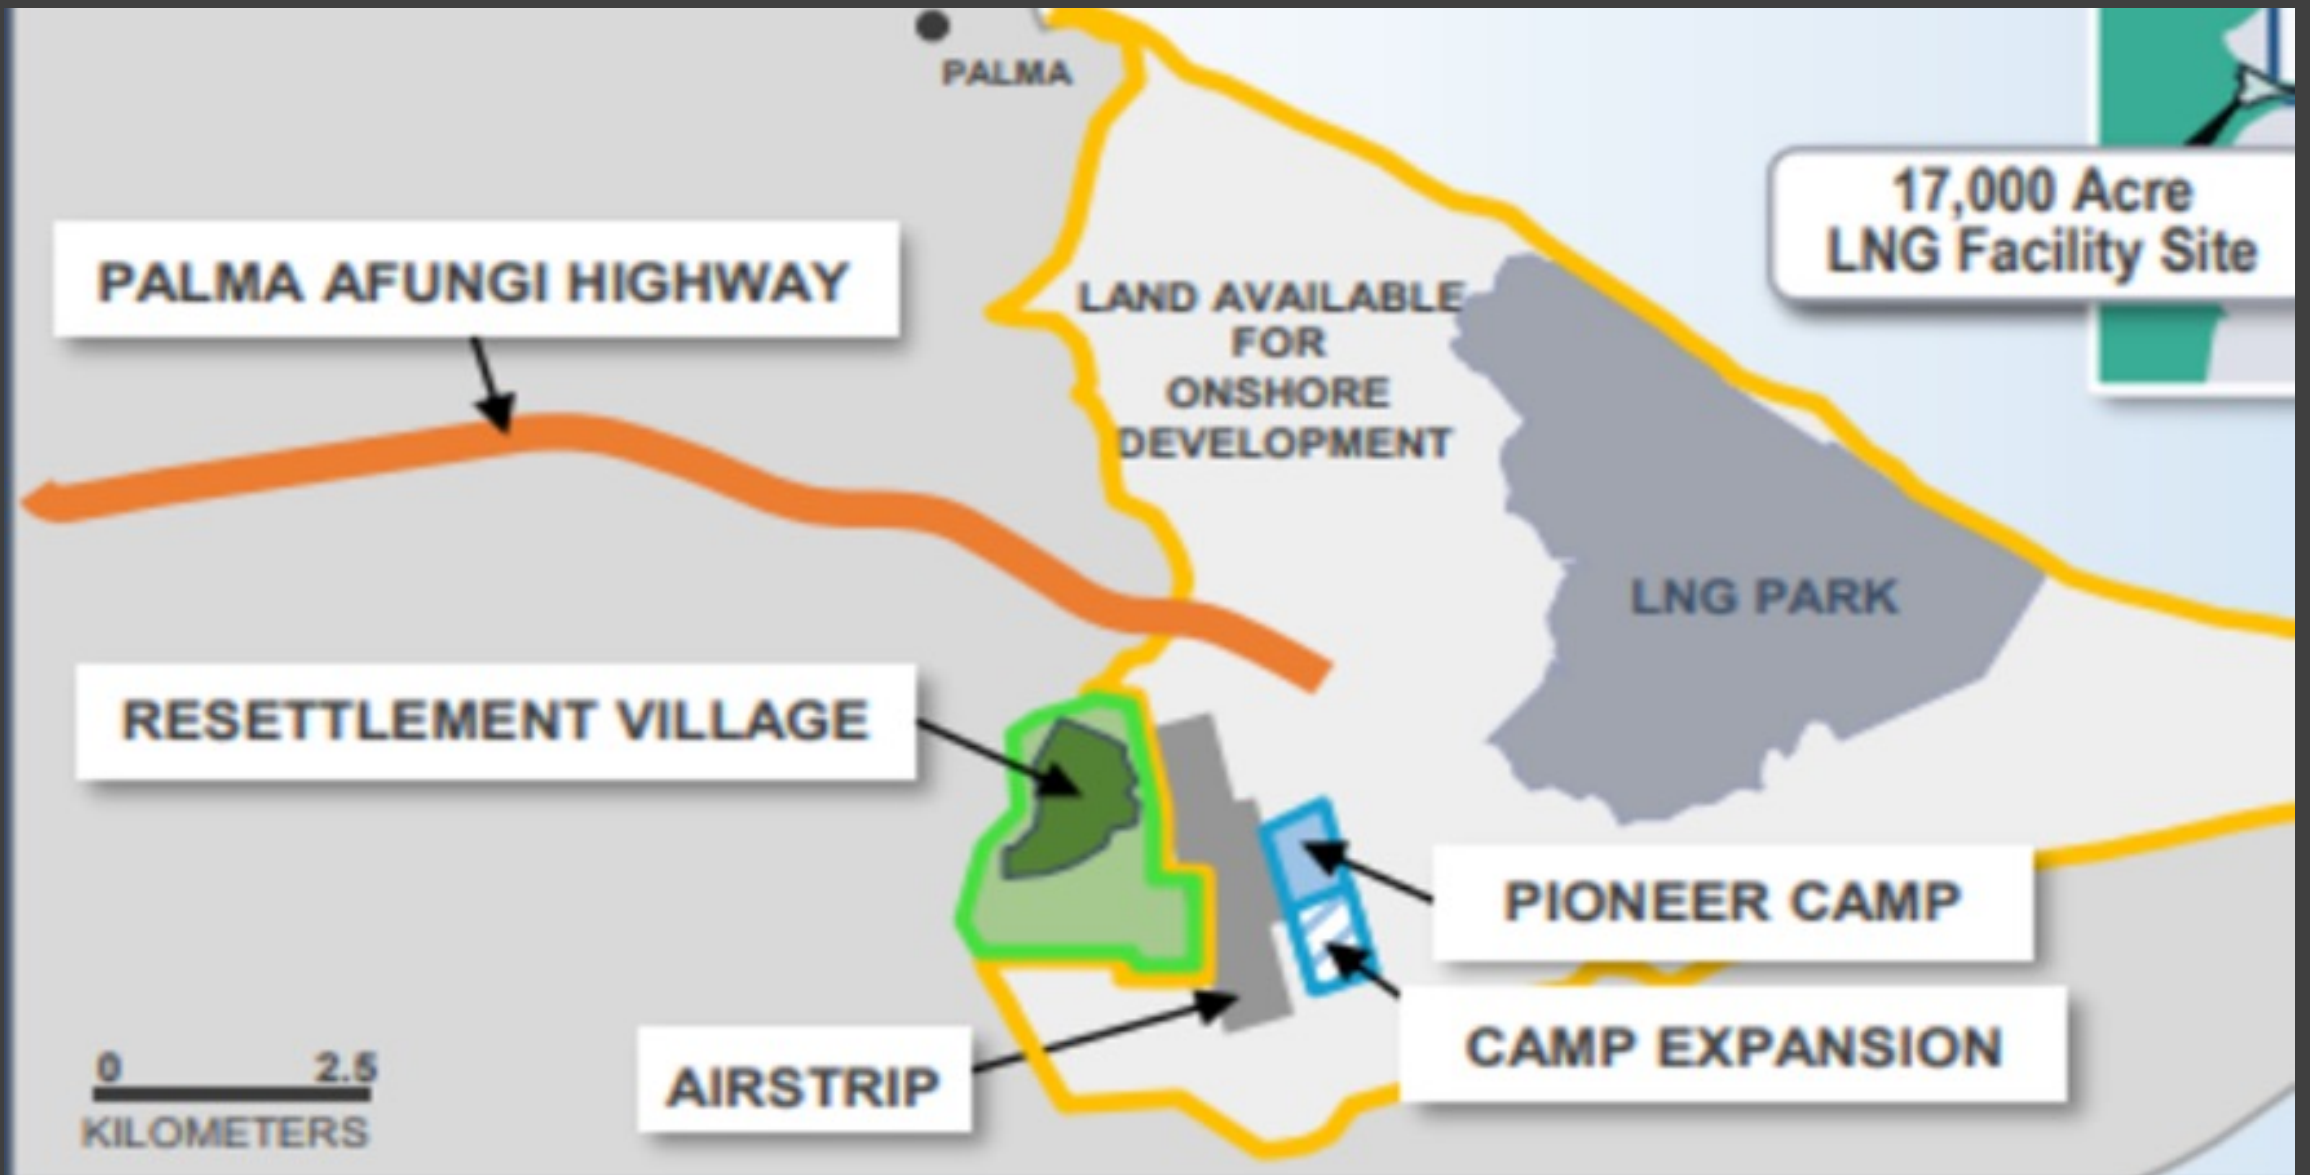 PALMA
17,000 Acre
LNG Facility Site
PALMA AFUNGI HIGHWAY
LAND AVAILABLE
FOR
ONSHORE
DEVELOPMENT
LNG PARK
RESETTLEMENT VILLAGE
PIONEER CAMP
CAMP EXPANSION
AIRSTRIP
0 2.5
KILOMETERS